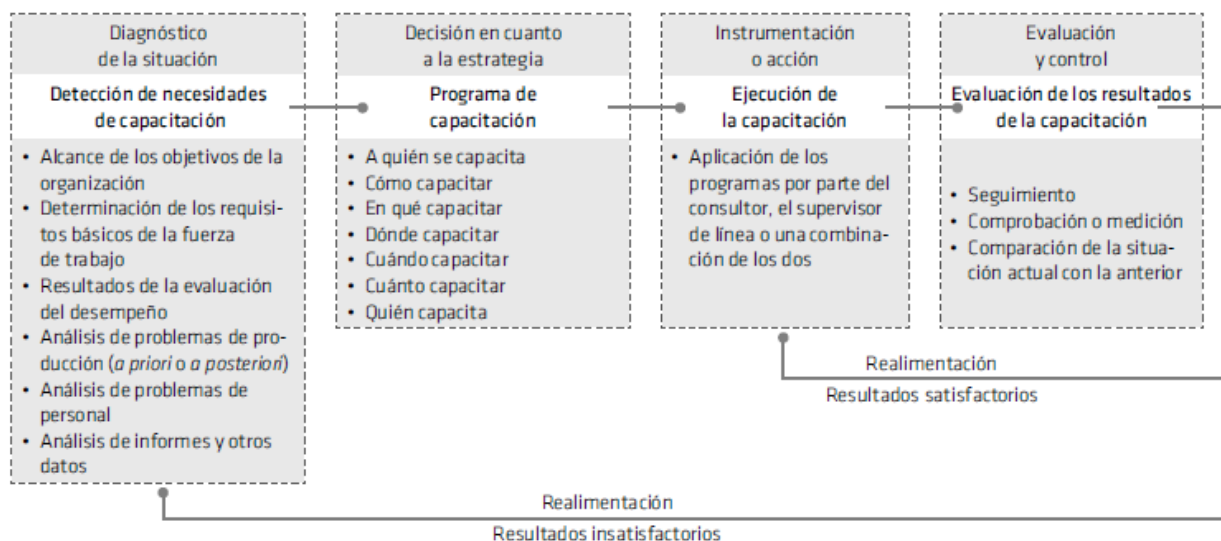 Diagnóstico
de la situación
Detección de necesidades
de capacitación
• Alcance de los objetivos de la
organización
• Determinación de los requisi-
tos básicos de la fuerza
de trabajo
• Resultados de la evaluación
del desempeño
• Análisis de problemas de pro-
ducción (a priori o a posteriori)
• Análisis de problemas de
personal
• Análisis de informes y otros
datos
Decisión en cuanto
a la estrategia
Programa de
capacitación
• A quién se capacita
• Cómo capacitar
• En qué capacitar
• Dónde capacitar
• Cuándo capacitar
• Cuánto capacitar
• Quién capacita
Instrumentación
o acción
Ejecución de
la capacitación
• Aplicación de los
programas por parte del
consultor, el supervisor
de línea o una combina-
ción de los dos
Evaluación
y control
Evaluación de los resultados
de la capacitación
• Seguimiento
• Comprobación o medición
• Comparación de la situa-
ción actual con la anterior
Realimentación
Resultados satisfactorios
Realimentación
Resultados insatisfactorios